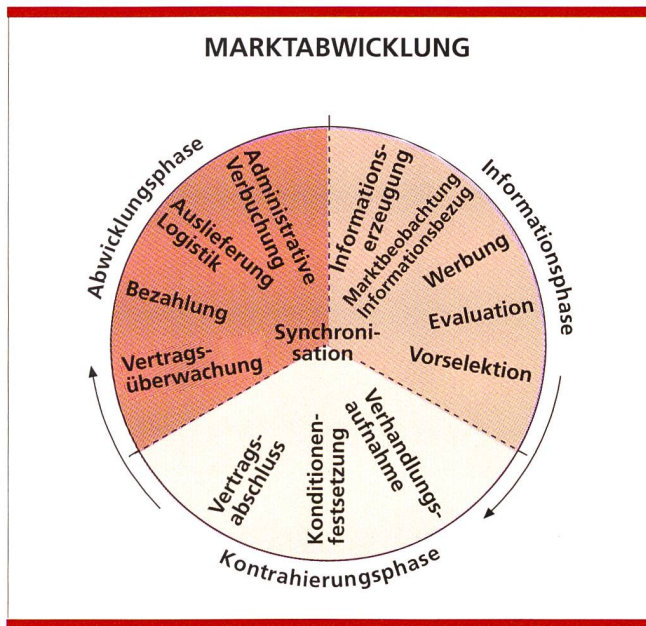 MARKTABWICKLUNG
Informationsphase
Informations-
erzeugung
Marktbeobachtung
Informationsbezug
Werbung
Evaluation
Vorselektion
Synchroni-
sation
Kontrahierungsphase
Verhandlungs-
aufnahme
Konditionen-
festsetzung
Vertrags-
abschluss
Abwicklungsphase
Vertrags-
überwachung
Bezahlung
Auslieferung
Logistik
Administrative
Verbuchung